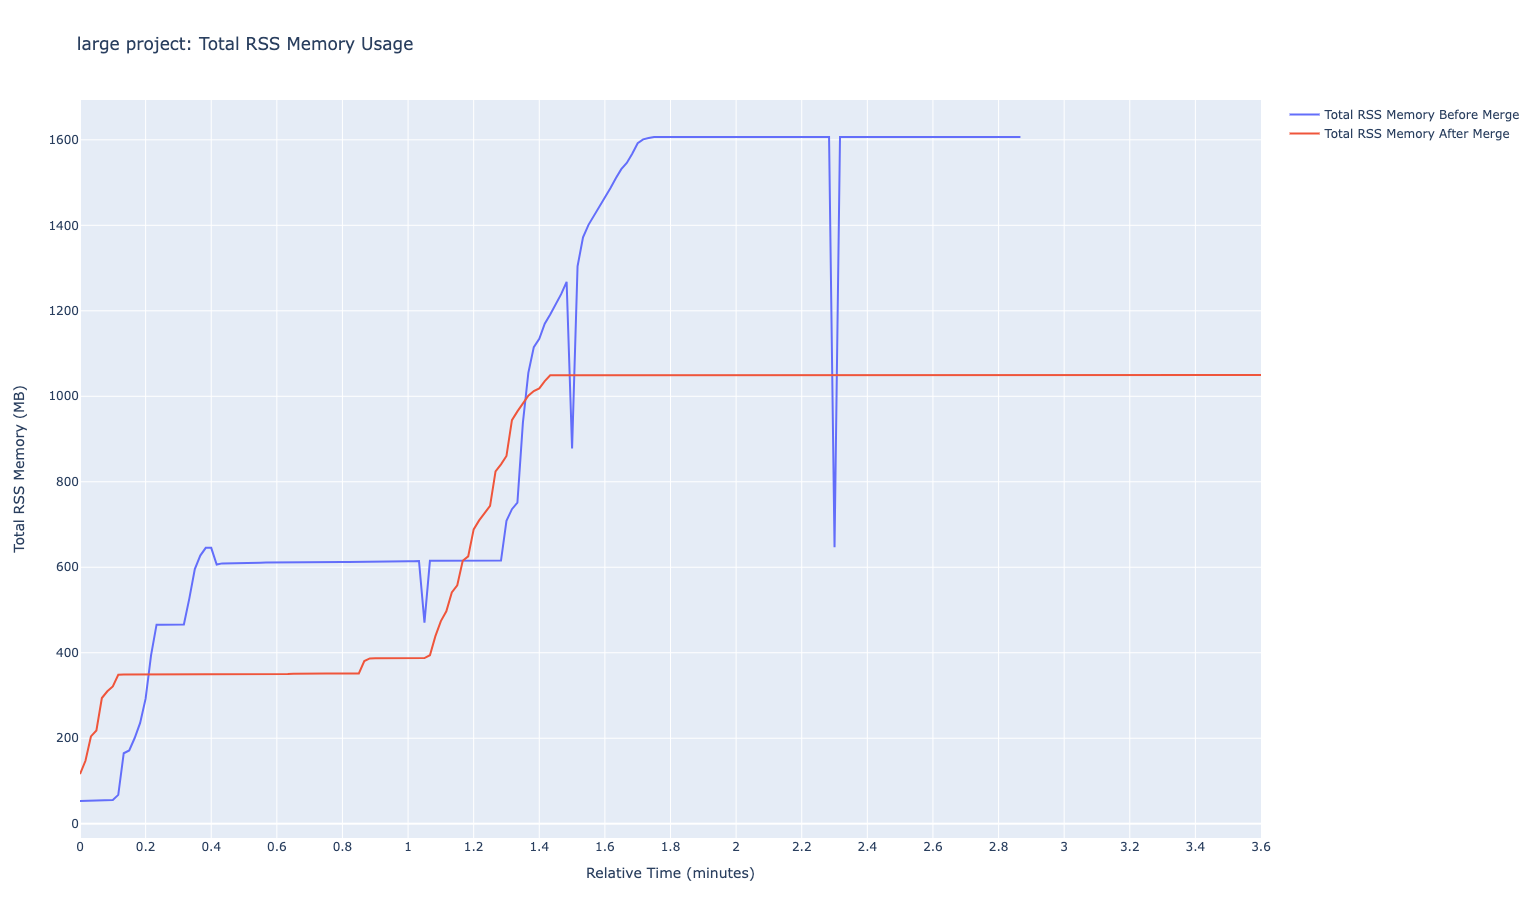 large project: Total RSS Memory Usage
Total RSS Memory Before Merge
Total RSS Memory After Merge
Total RSS Memory (MB)
1600
1400
1200
1000
800
600
400
200
0
0 0.2 0.4 0.6 0.8 1 1.2 1.4 1.6 1.8 2 2.2 2.4 2.6 2.8 3 3.2 3.4 3.6
Relative Time (minutes)